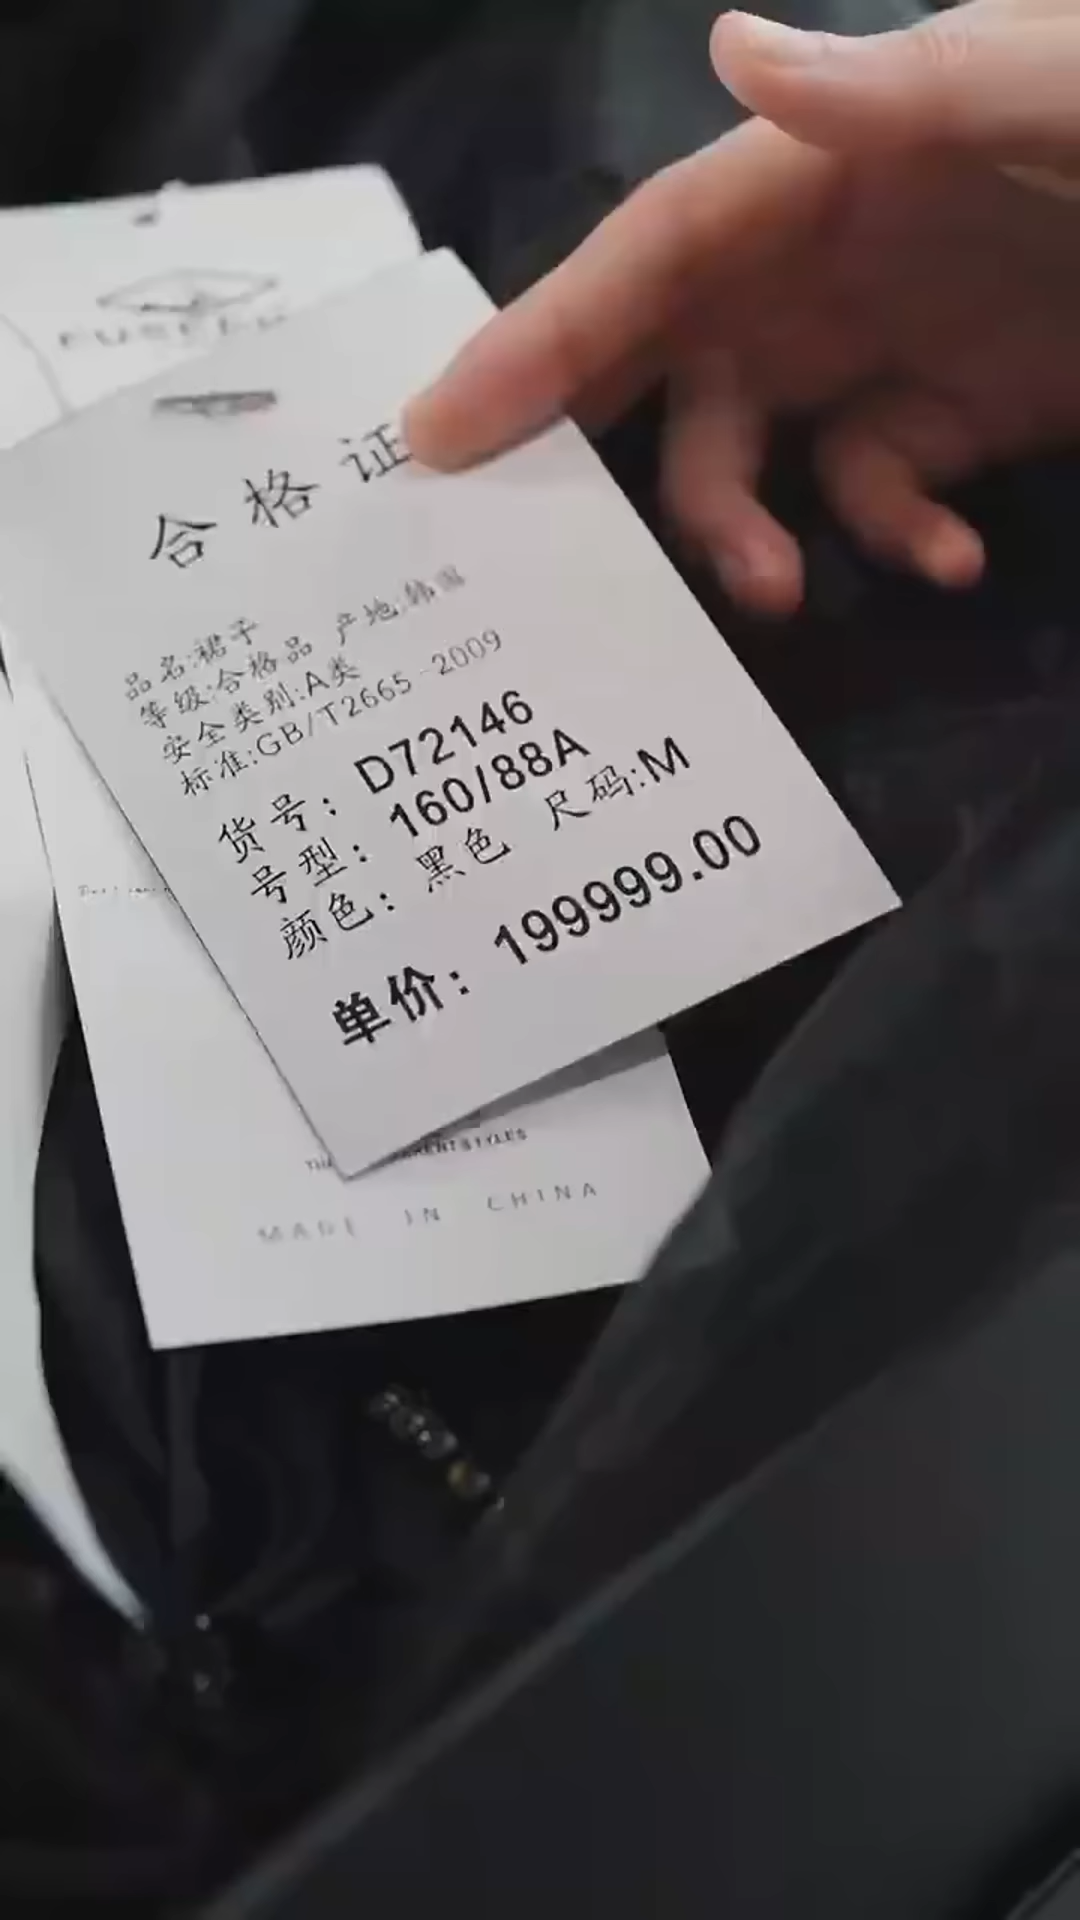 合格证
品名:裙子
等级:合格品 产地:韩国
安全类别:A类
标准:GB/T2665-2009
货号: D72146
号型: 160/88A
颜色: 黑色 尺码:M
单价: 199999.00
MADE IN CHINA